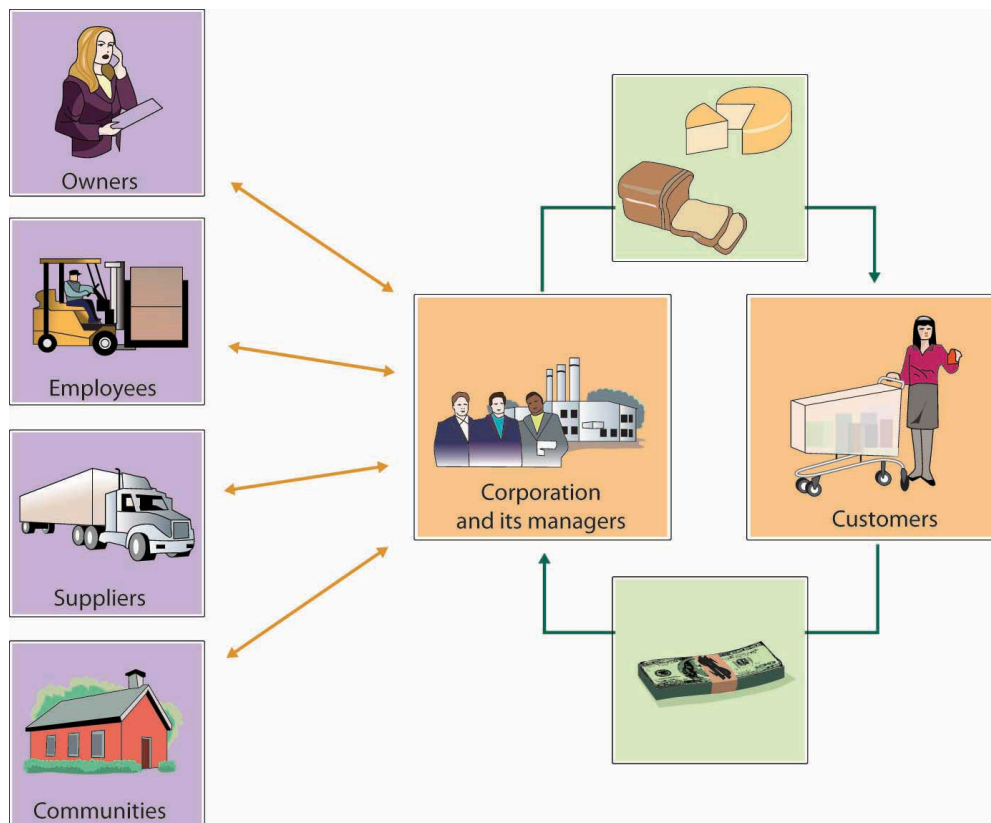 Owners
Employees
Suppliers
Communities
Corporation
and its managers
Customers